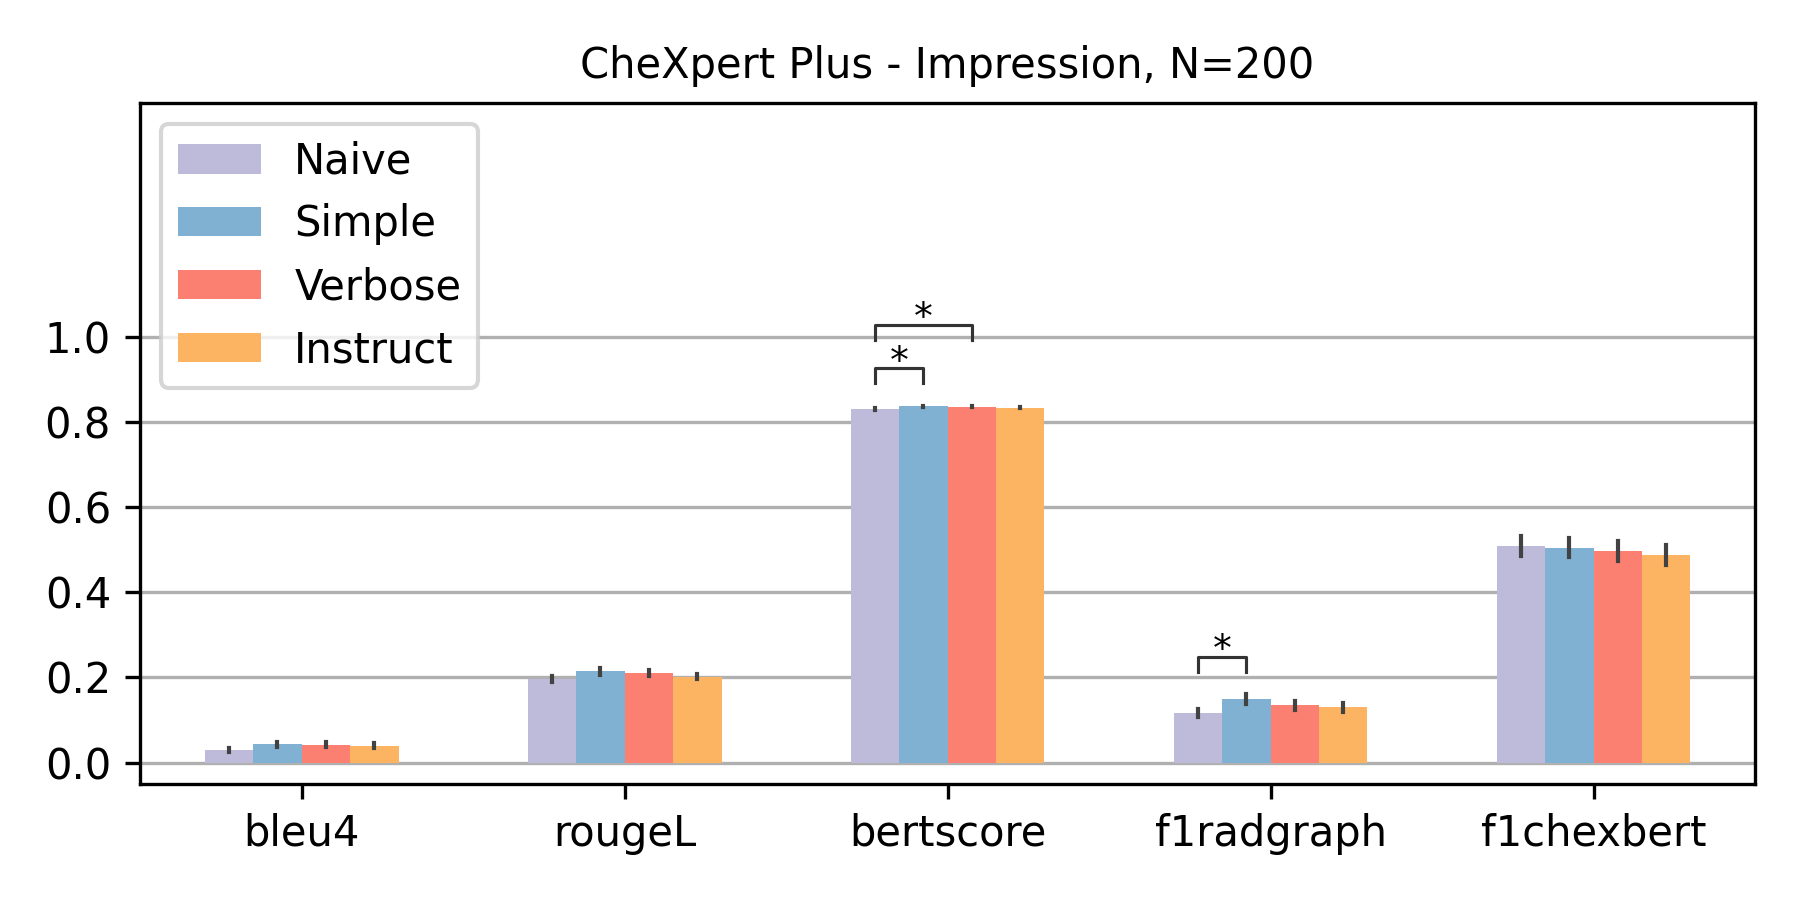 CheXpert Plus - Impression, N=200
Naive
Simple
Verbose
Instruct
1.0
0.8
0.6
0.4
0.2
0.0
*
*
*
bleu4
rougeL
bertscore
f1radgraph
f1chexbert